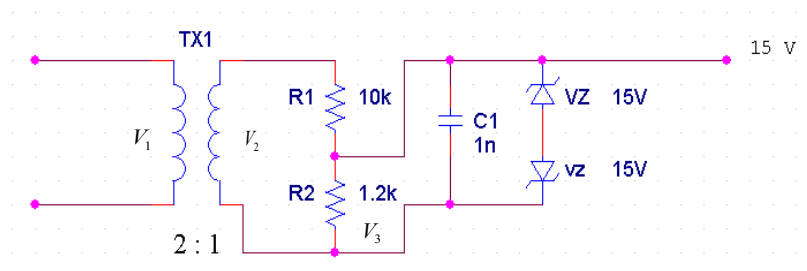 15 V
TX1
R1 10k
VZ 15V
C1
1n
V1
V2
vz 15V
R2 1.2k
V3
2 : 1